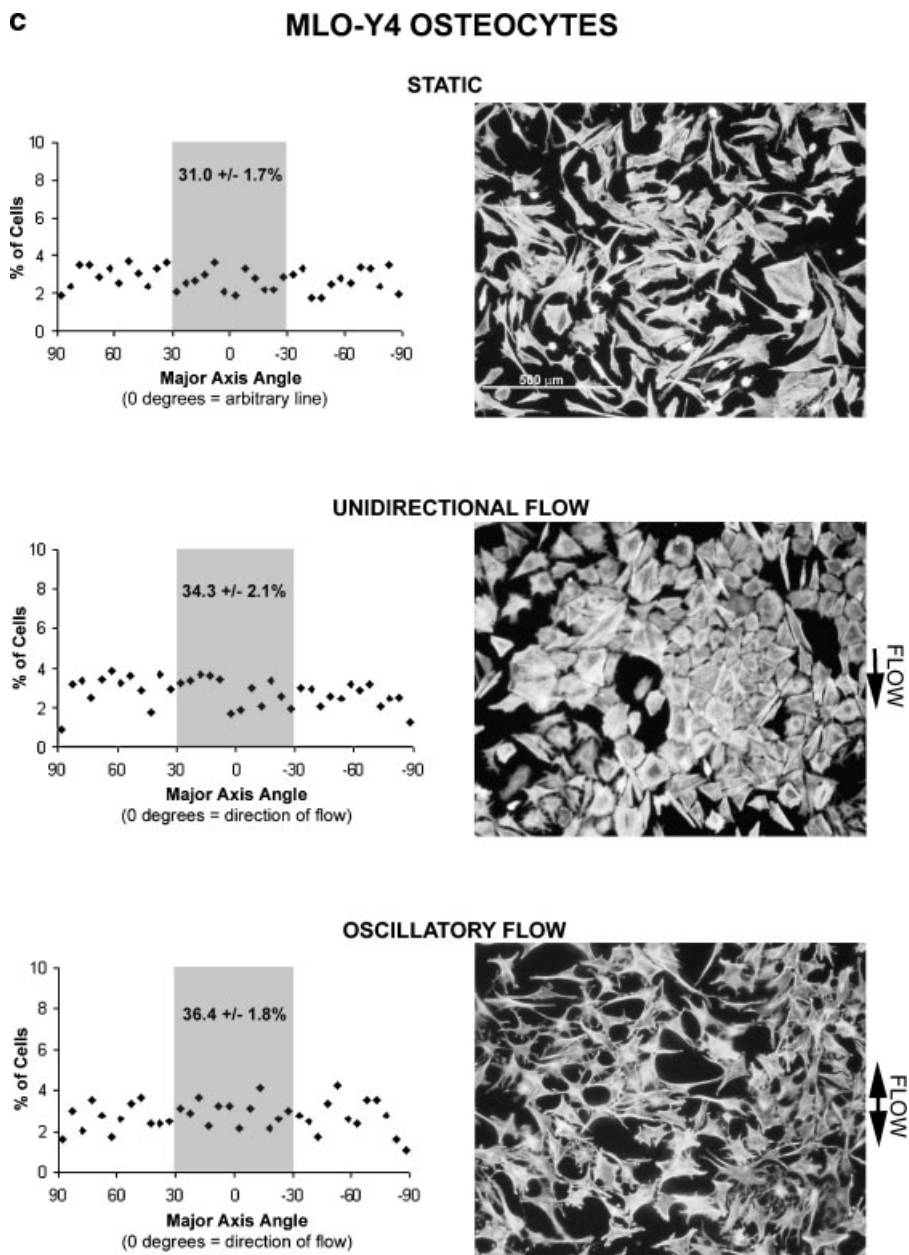 c
MLO-Y4 OSTEOCYTES
STATIC
10
8
6
4
2
0
% of Cells
31.0 +/- 1.7%
90 60 30 0 -30 -60 -90
Major Axis Angle
(0 degrees = arbitrary line)
560 µm
UNIDIRECTIONAL FLOW
10
8
6
4
2
0
% of Cells
34.3 +/- 2.1%
90 60 30 0 -30 -60 -90
Major Axis Angle
(0 degrees = direction of flow)
FLOW
OSCILLATORY FLOW
10
8
6
4
2
0
% of Cells
36.4 +/- 1.8%
90 60 30 0 -30 -60 -90
Major Axis Angle
(0 degrees = direction of flow)
FLOW